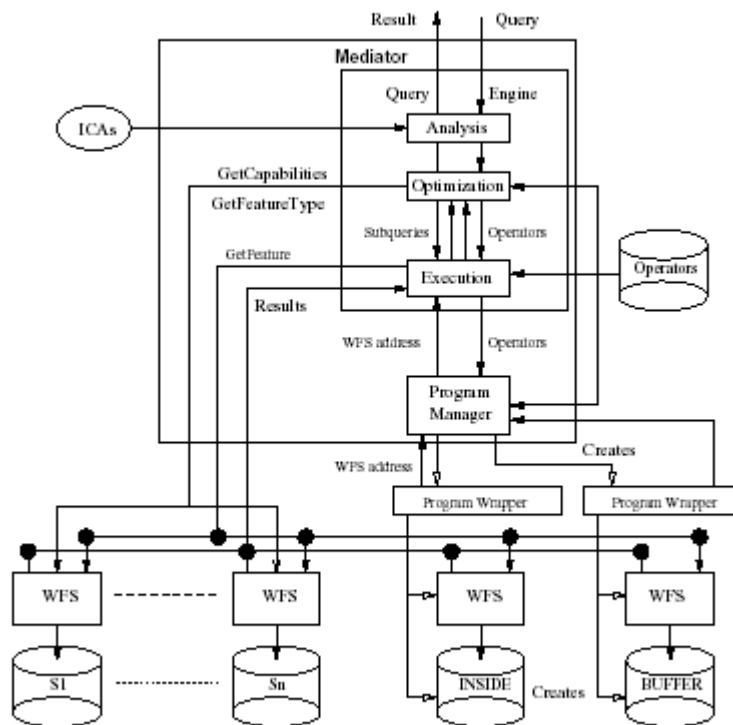 Result
Query
Mediator
Query
Engine
ICAs
Analysis
GetCapabilities
Optimization
GetFeatureType
Subqueries
Operators
GetFeature
Execution
Operators
Results
WFS address
Operators
Program
Manager
Creates
WFS address
Program Wrapper
Program Wrapper
WFS
WFS
WFS
WFS
S1
Sn
INSIDE
Creates
BUFFER